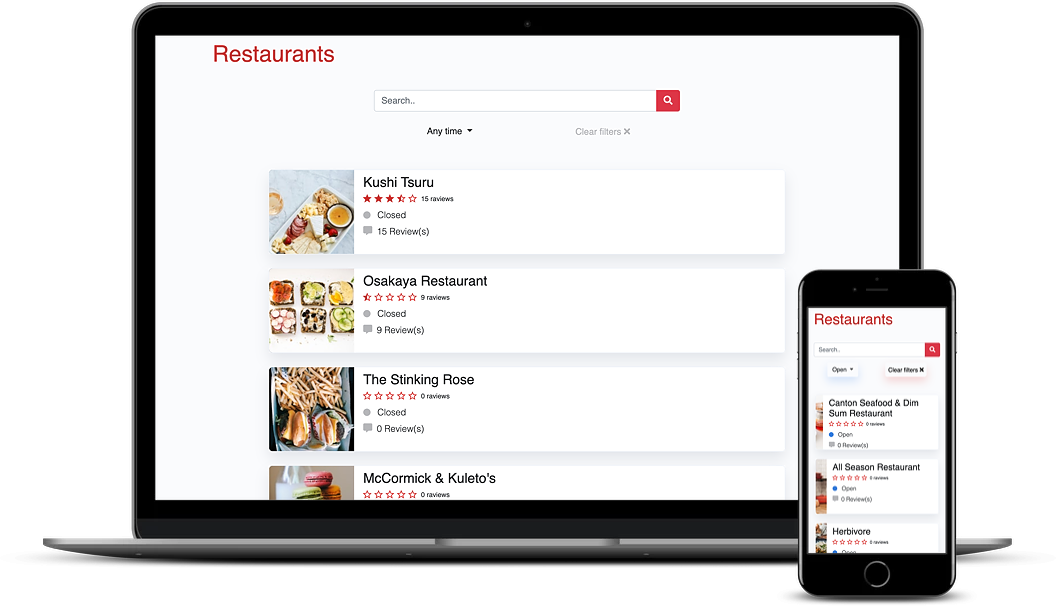 Restaurants
Search..
Any time
Clear filters ×
Kushi Tsuru
15 raviews
Closed
15 Review(s)
Osakaya Restaurant
9 raviews
Closed
9 Review(s)
The Stinking Rose
0 raviews
Closed
0 Review(s)
McCormick & Kuleto's
0 raviews
Restaurants
Search..
Open
Clear filters ×
Canton Seafood & Dim
Sum Restaurant
0 raviews
Open
0 Review(s)
All Season Restaurant
0 raviews
Open
0 Review(s)
Herbivore
0 raviews
Open